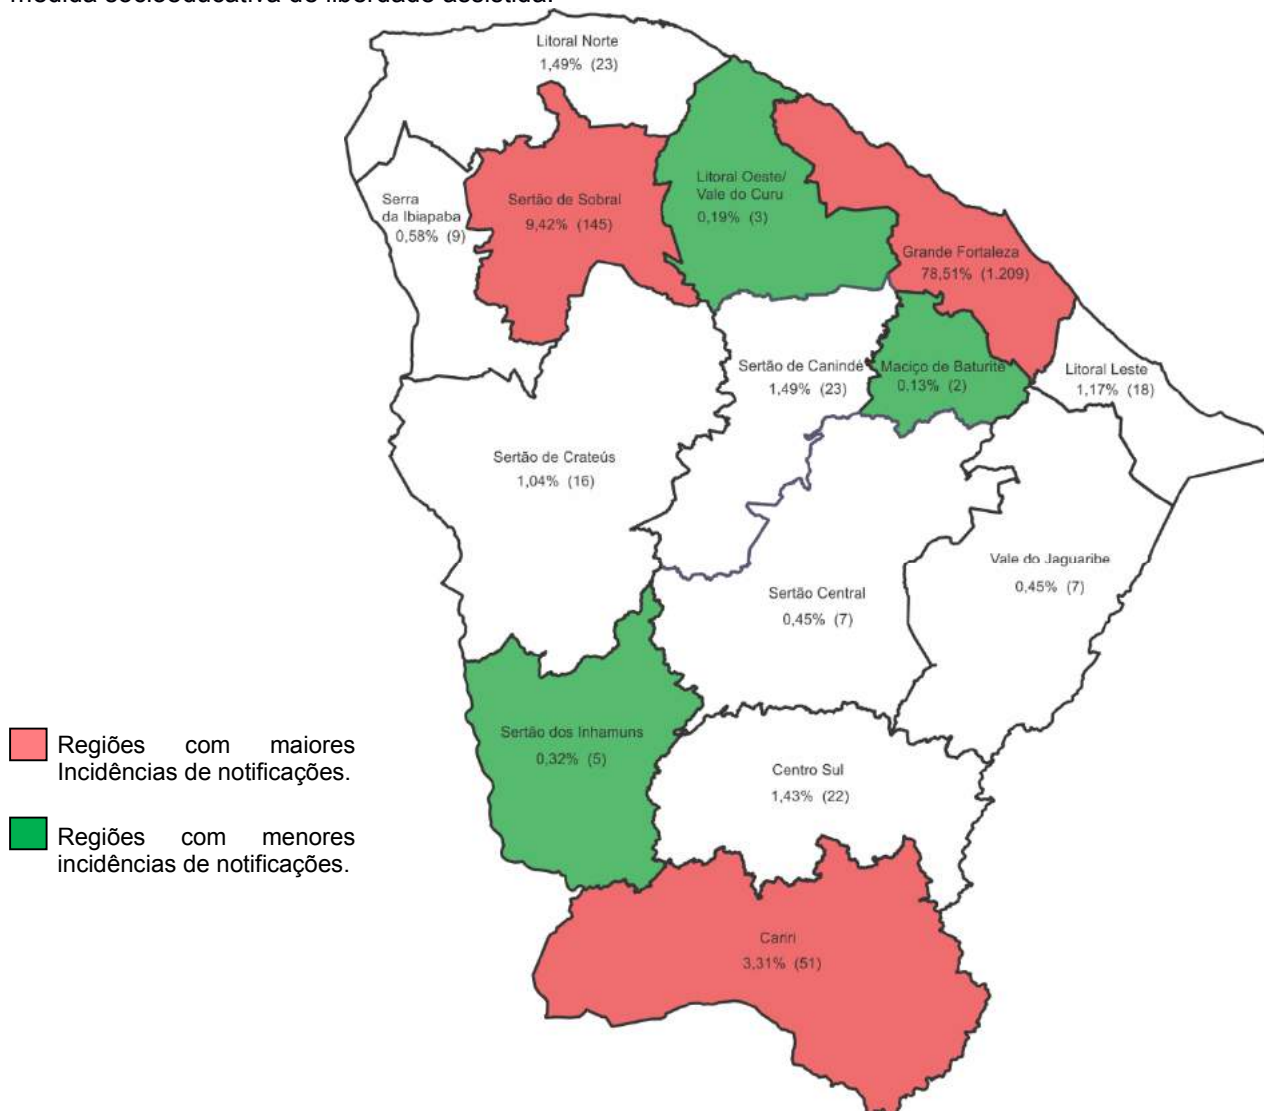 medida socioeducativa de liberdade assistida.
Litoral Norte
1,49% (23)
Litoral Oeste/
Vale do Curu
0,19% (3)
Serra
da Ibiapaba
0,58% (9)
Sertão de Sobral
9,42% (145)
Grande Fortaleza
78,51% (1.209)
Sertão de Canindé
1,49% (23)
Maciço de Baturité
0,13% (2)
Litoral Leste
1,17% (18)
Sertão de Crateús
1,04% (16)
Vale do Jaguaribe
0,45% (7)
Sertão Central
0,45% (7)
Sertão dos Inhamuns
0,32% (5)
Centro Sul
1,43% (22)
Cariri
3,31% (51)
Regiões com maiores
Incidências de notificações.
Regiões com menores
incidências de notificações.